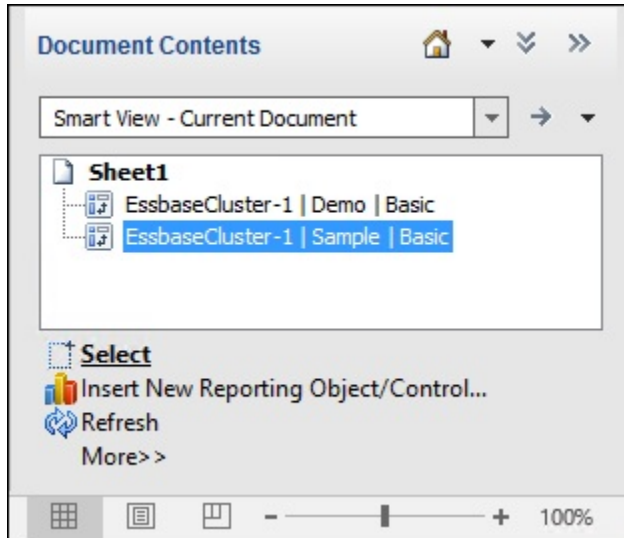 Document Contents
Smart View - Current Document
Sheet1
EssbaseCluster-1 | Demo | Basic
EssbaseCluster-1 | Sample | Basic
Select
Insert New Reporting Object/Control...
Refresh
More>>
100%